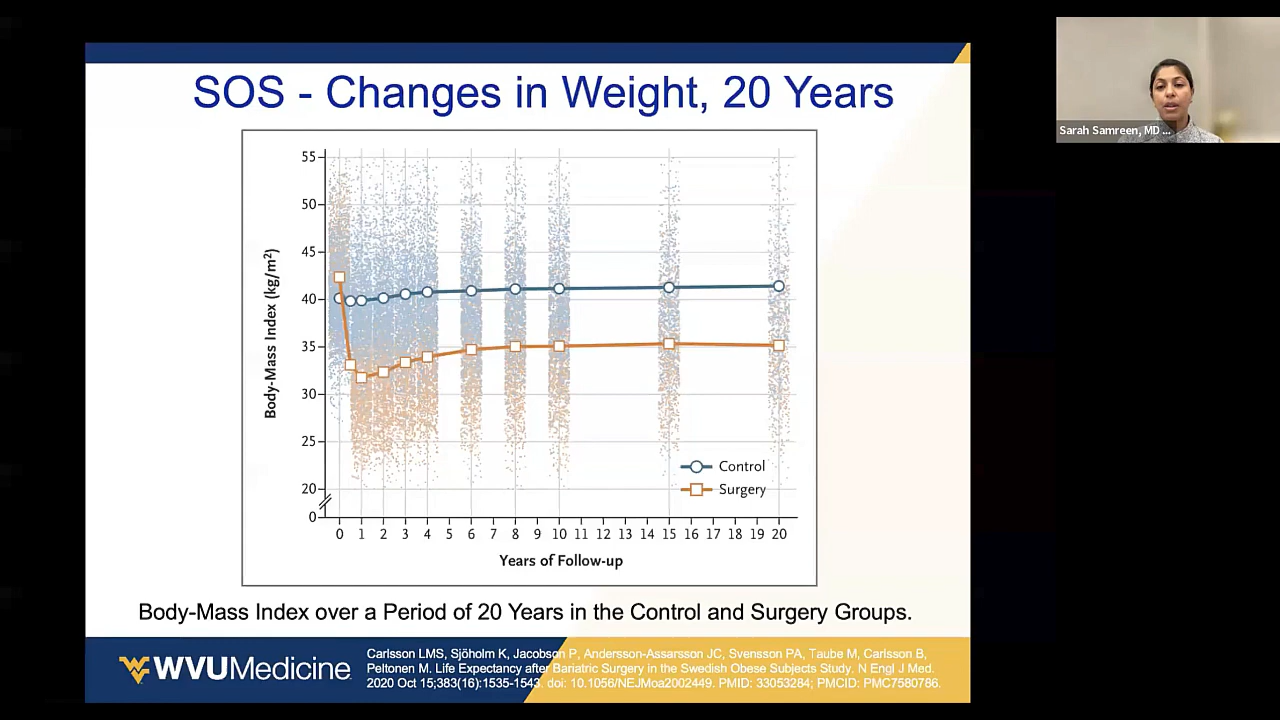 SOS - Changes in Weight, 20 Years
Sarah Samreen, MD ...
55
50
45
40
35
30
25
20
0
Body-Mass Index (kg/m²)
Control
Surgery
0 1 2 3 4 5 6 7 8 9 10 11 12 13 14 15 16 17 18 19 20
Years of Follow-up
Body-Mass Index over a Period of 20 Years in the Control and Surgery Groups.
WVUMedicine
Carlsson LMS, Sjöholm K, Jacobson P, Andersson-Assarsson JC, Svensson PA, Taube M, Carlsson B,
Peltonen M. Life Expectancy after Bariatric Surgery in the Swedish Obese Subjects Study. N Engl J Med.
2020 Oct 15;383(16):1535-1543. doi: 10.1056/NEJMoa2002449. PMID: 33053284; PMCID: PMC7580786.